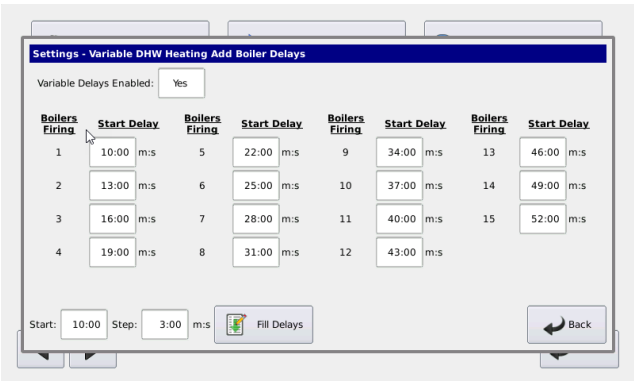 Settings - Variable DHW Heating Add Boiler Delays
Variable Delays Enabled: Yes
Boilers Firing Start Delay Boilers Firing Start Delay Boilers Firing Start Delay Boilers Firing Start Delay
1 10:00 m:s 5 22:00 m:s 9 34:00 m:s 13 46:00 m:s
2 13:00 m:s 6 25:00 m:s 10 37:00 m:s 14 49:00 m:s
3 16:00 m:s 7 28:00 m:s 11 40:00 m:s 15 52:00 m:s
4 19:00 m:s 8 31:00 m:s 12 43:00 m:s
Start: 10:00 Step: 3:00 m:s Fill Delays Back